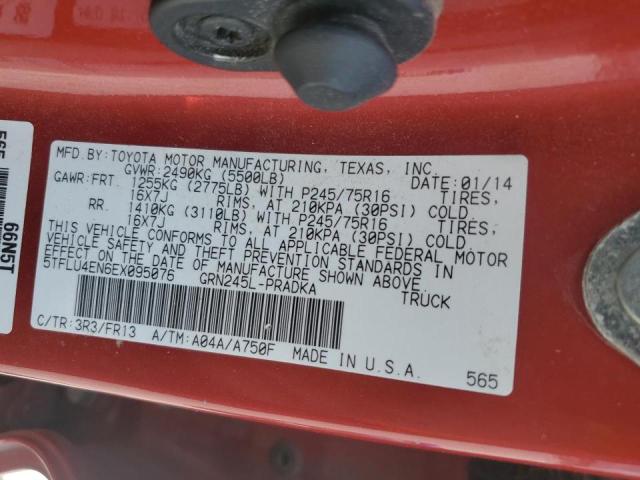 MFD.BY:TOYOTA MOTOR MANUFACTURING, TEXAS, INC.
GVWR:2490KG (5500LB) DATE:01/14
GAWR:FRT. 1255KG (2775LB) WITH P245/75R16 TIRES,
16X7J RIMS, AT 210KPA (30PSI) COLD
RR. 1410KG (3110LB) WITH P245/75R16 TIRES,
16X7J RIMS, AT 210KPA (30PSI) COLD.
THIS VEHICLE CONFORMS TO ALL APPLICABLE FEDERAL MOTOR
VEHICLE SAFETY AND THEFT PREVENTION STANDARDS IN
EFFECT ON THE DATE OF MANUFACTURE SHOWN ABOVE.
5TFLU4EN6EX095076 GRN245L-PRADKA TRUCK
C/TR:3R3/FR13 A/TM:A04A/A750F MADE IN U.S.A.
565
565
66N5T